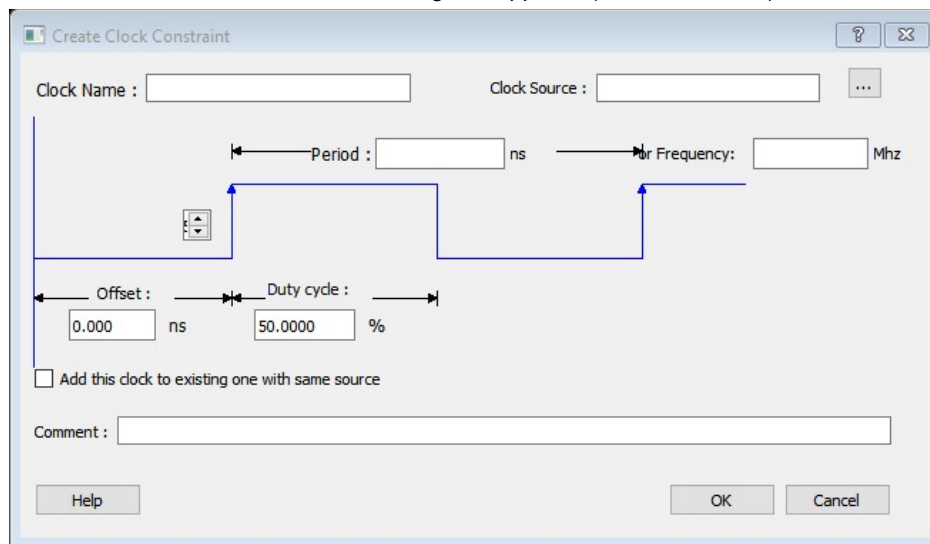 Create Clock Constraint
Clock Name : Clock Source : ...
Period : ns or Frequency: Mhz
Offset : Duty cycle :
0.000 ns 50.0000 %
Add this clock to existing one with same source
Comment :
Help OK Cancel